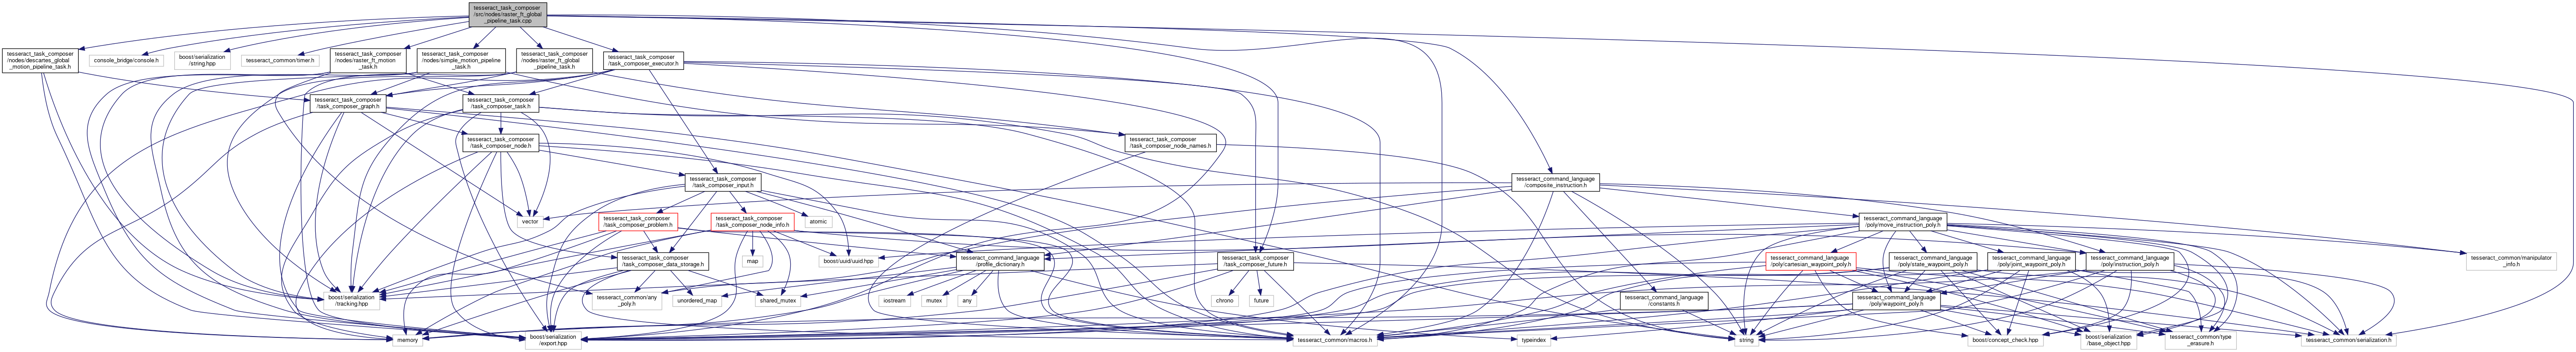 tesseract_task_composer
/src/nodes/raster_ft_global
_pipeline_task.cpp
tesseract_task_composer
/nodes/descartes_global
_motion_pipeline_task.h
console_bridge/console.h
boost/serialization
/string.hpp
tesseract_common/timer.h
tesseract_task_composer
/nodes/raster_ft_motion
_task.h
tesseract_task_composer
/nodes/simple_motion_pipeline
_task.h
tesseract_task_composer
/nodes/raster_ft_global
_pipeline_task.h
tesseract_task_composer
/task_composer_executor.h
tesseract_task_composer
/task_composer_graph.h
tesseract_task_composer
/task_composer_task.h
tesseract_task_composer
/task_composer_node.h
tesseract_task_composer
/task_composer_node_names.h
tesseract_task_composer
/task_composer_input.h
tesseract_command_language
/composite_instruction.h
vector
tesseract_task_composer
/task_composer_problem.h
tesseract_task_composer
/task_composer_node_info.h
atomic
tesseract_command_language
/poly/move_instruction_poly.h
tesseract_task_composer
/task_composer_data_storage.h
map
boost/uuid/uuid.hpp
tesseract_command_language
/profile_dictionary.h
tesseract_task_composer
/task_composer_future.h
tesseract_command_language
/poly/cartesian_waypoint_poly.h
tesseract_command_language
/poly/state_waypoint_poly.h
tesseract_command_language
/poly/joint_waypoint_poly.h
tesseract_command_language
/poly/instruction_poly.h
tesseract_common/manipulator
_info.h
boost/serialization
/tracking.hpp
tesseract_common/any
_poly.h
unordered_map
shared_mutex
iostream
mutex
any
chrono
future
tesseract_command_language
/constants.h
tesseract_command_language
/poly/waypoint_poly.h
memory
boost/serialization
/export.hpp
tesseract_common/macros.h
typeindex
string
boost/concept_check.hpp
boost/serialization
/base_object.hpp
tesseract_common/type
_erasure.h
tesseract_common/serialization.h